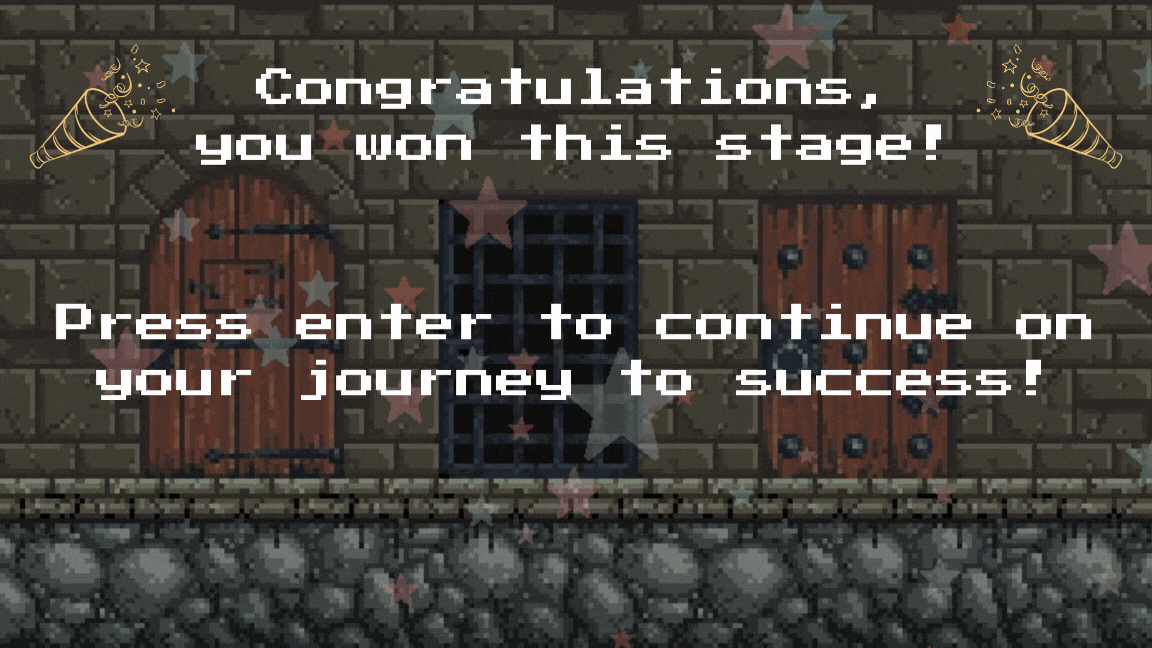 Congratulations,
you won this stage!
Press enter to continue on
your journey to success!